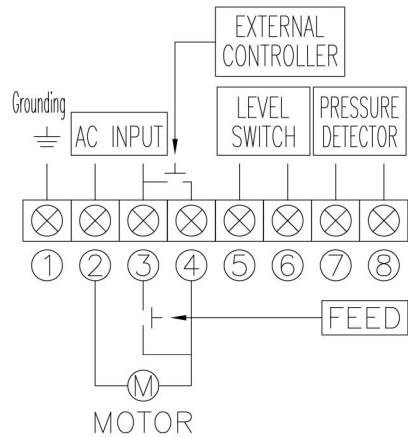 EXTERNAL
CONTROLLER
Grounding
AC INPUT
LEVEL
SWITCH
PRESSURE
DETECTOR
1 2 3 4 5 6 7 8
FEED
M
MOTOR